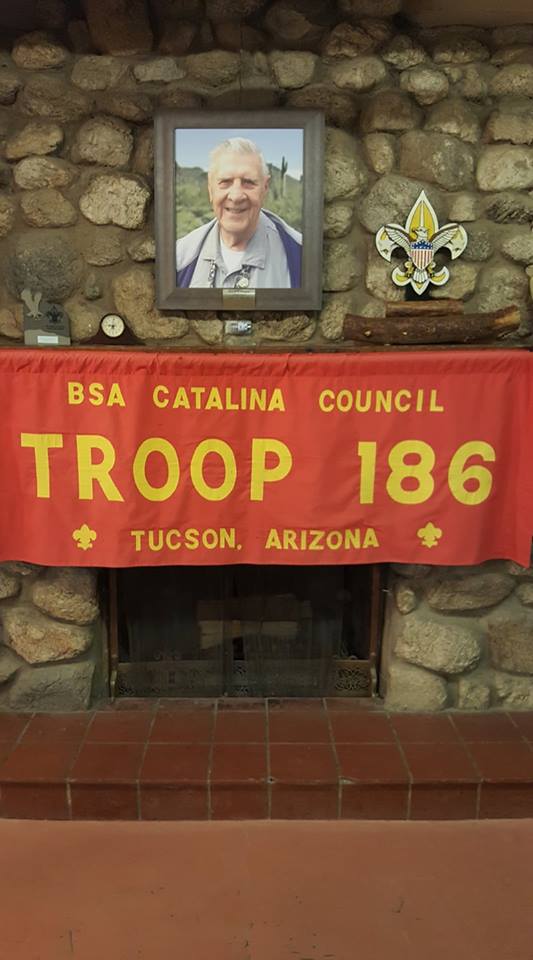 BSA CATALINA COUNCIL
TROOP 186
TUCSON, ARIZONA